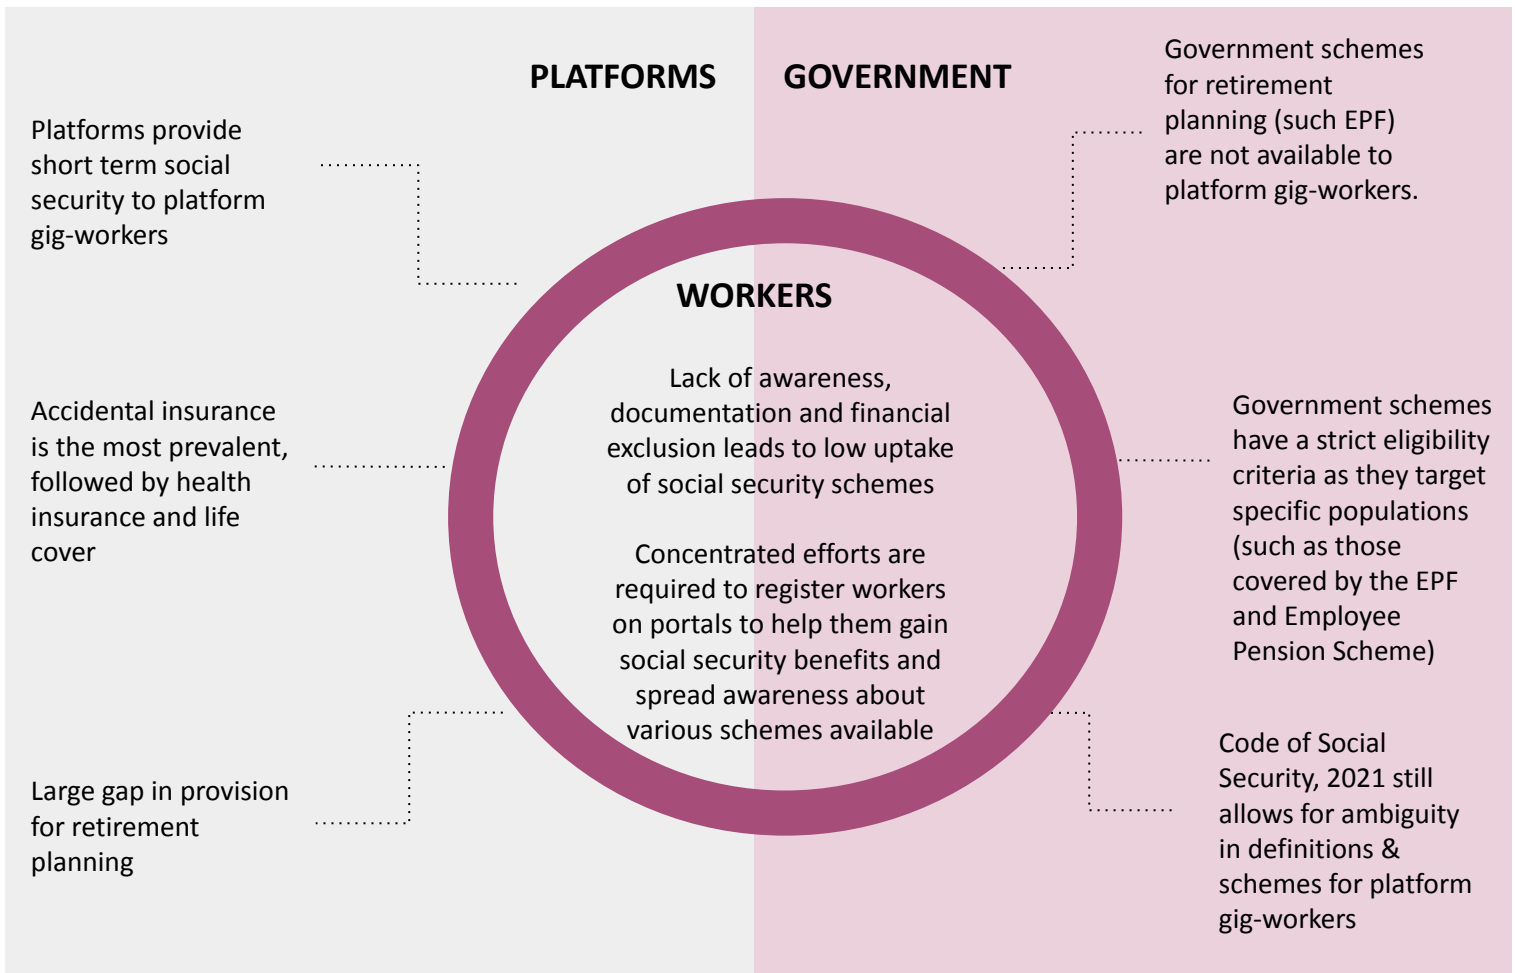 PLATFORMS
Platforms provide
short term social
security to platform
gig-workers
Accidental insurance
is the most prevalent,
followed by health
insurance and life
cover
Large gap in provision
for retirement
planning
WORKERS
Lack of awareness,
documentation and financial
exclusion leads to low uptake
of social security schemes
Concentrated efforts are
required to register workers
on portals to help them gain
social security benefits and
spread awareness about
various schemes available
GOVERNMENT
Government schemes
for retirement
planning (such EPF)
are not available to
platform gig-workers.
Government schemes
have a strict eligibility
criteria as they target
specific populations
(such as those
covered by the EPF
and Employee
Pension Scheme)
Code of Social
Security, 2021 still
allows for ambiguity
in definitions &
schemes for platform
gig-workers